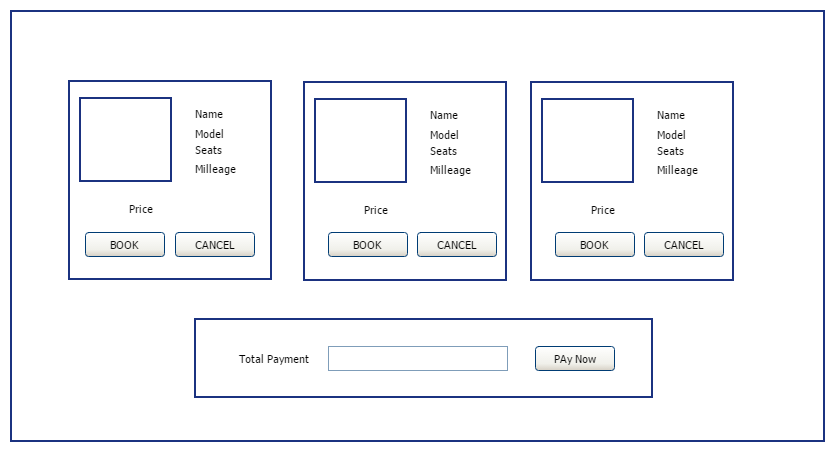 Name
Model
Seats
Milleage
Price
BOOK CANCEL
Name
Model
Seats
Milleage
Price
BOOK CANCEL
Name
Model
Seats
Milleage
Price
BOOK CANCEL
Total Payment PAy Now